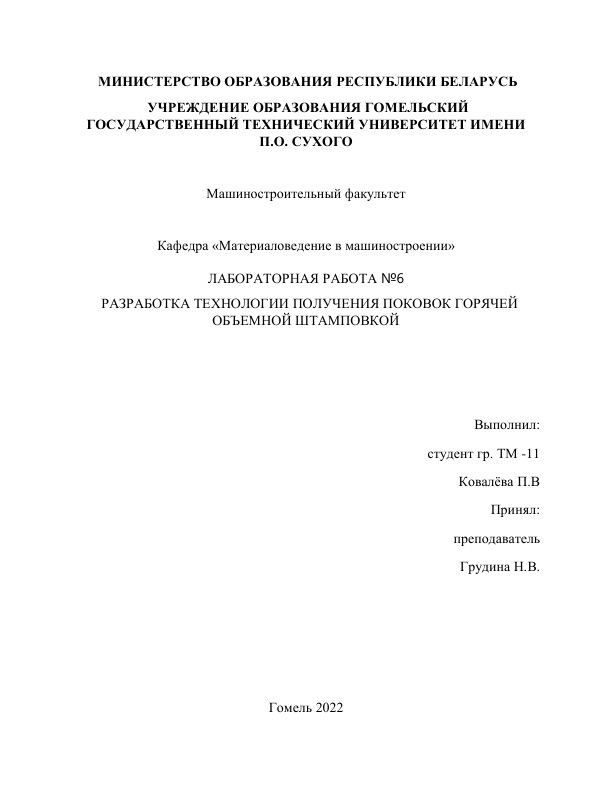 МИНИСТЕРСТВО ОБРАЗОВАНИЯ РЕСПУБЛИКИ БЕЛАРУСЬ
УЧРЕЖДЕНИЕ ОБРАЗОВАНИЯ ГОМЕЛЬСКИЙ
ГОСУДАРСТВЕННЫЙ ТЕХНИЧЕСКИЙ УНИВЕРСИТЕТ ИМЕНИ
П.О. СУХОГО
Машиностроительный факультет
Кафедра «Материаловедение в машиностроении»
ЛАБОРАТОРНАЯ РАБОТА №6
РАЗРАБОТКА ТЕХНОЛОГИИ ПОЛУЧЕНИЯ ПОКОВОК ГОРЯЧЕЙ
ОБЪЕМНОЙ ШТАМПОВКОЙ
Выполнил:
студент гр. ТМ -11
Ковалёва П.В
Принял:
преподаватель
Грудина Н.В.
Гомель 2022